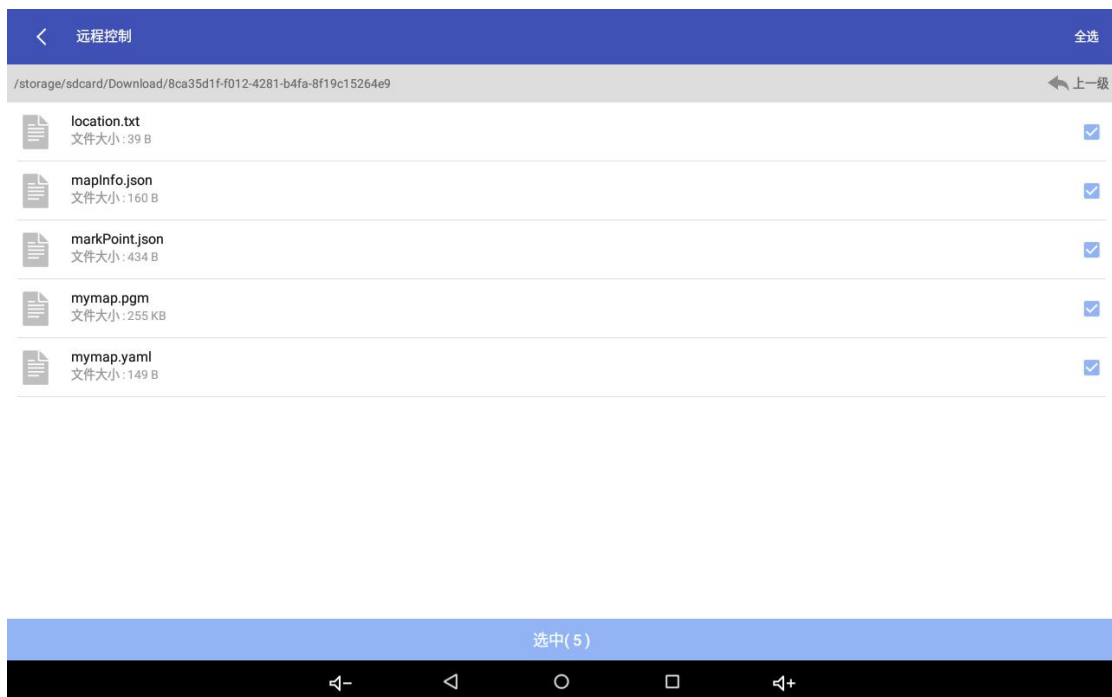 远程控制
全选
/storage/sdcard/Download/8ca35d1f-f012-4281-b4fa-8f19c15264e9
上一级
location.txt
文件大小 : 39 B
mapInfo.json
文件大小 : 160 B
markPoint.json
文件大小 : 434 B
mymap.pgm
文件大小 : 255 KB
mymap.yaml
文件大小 : 149 B
选中( 5 )